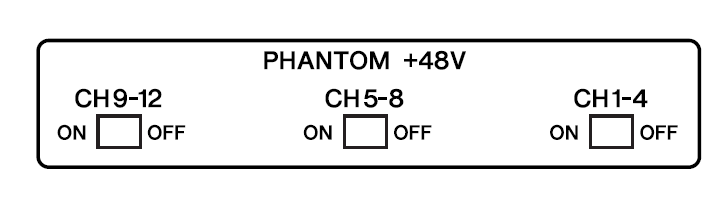 PHANTOM +48V
CH9-12 CH5-8 CH1-4
ON OFF ON OFF ON OFF